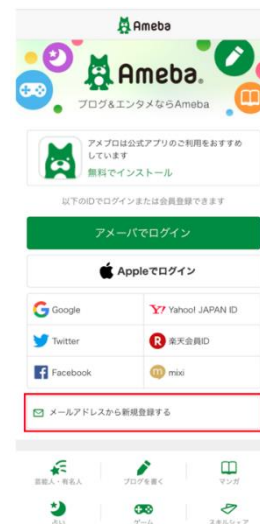 Ameba
Ameba
ブログ&エンタメならAmeba
アメブロは公式アプリのご利用をおすすめ
しています
無料でインストール
以下のIDでログインまたは会員登録できます
アメーバでログイン
Appleでログイン
Google Yahoo! JAPAN ID
Twitter 楽天会員ID
Facebook mixi
メールアドレスから新規登録する
芸能人・有名人 ブログを書く マンガ
占い ゲーム スキルシェア